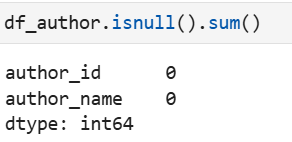 df_author.isnull().sum()
author_id      0
author_name    0
dtype: int64